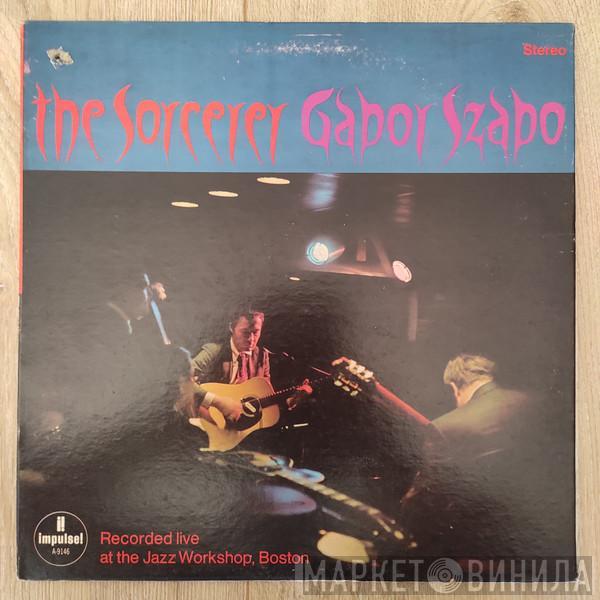 Stereo
the Sorcerer Gabor Szabo
impulse!
A-9146
Recorded live
at the Jazz Workshop, Boston
МАРКЕТ ВИНИЛА